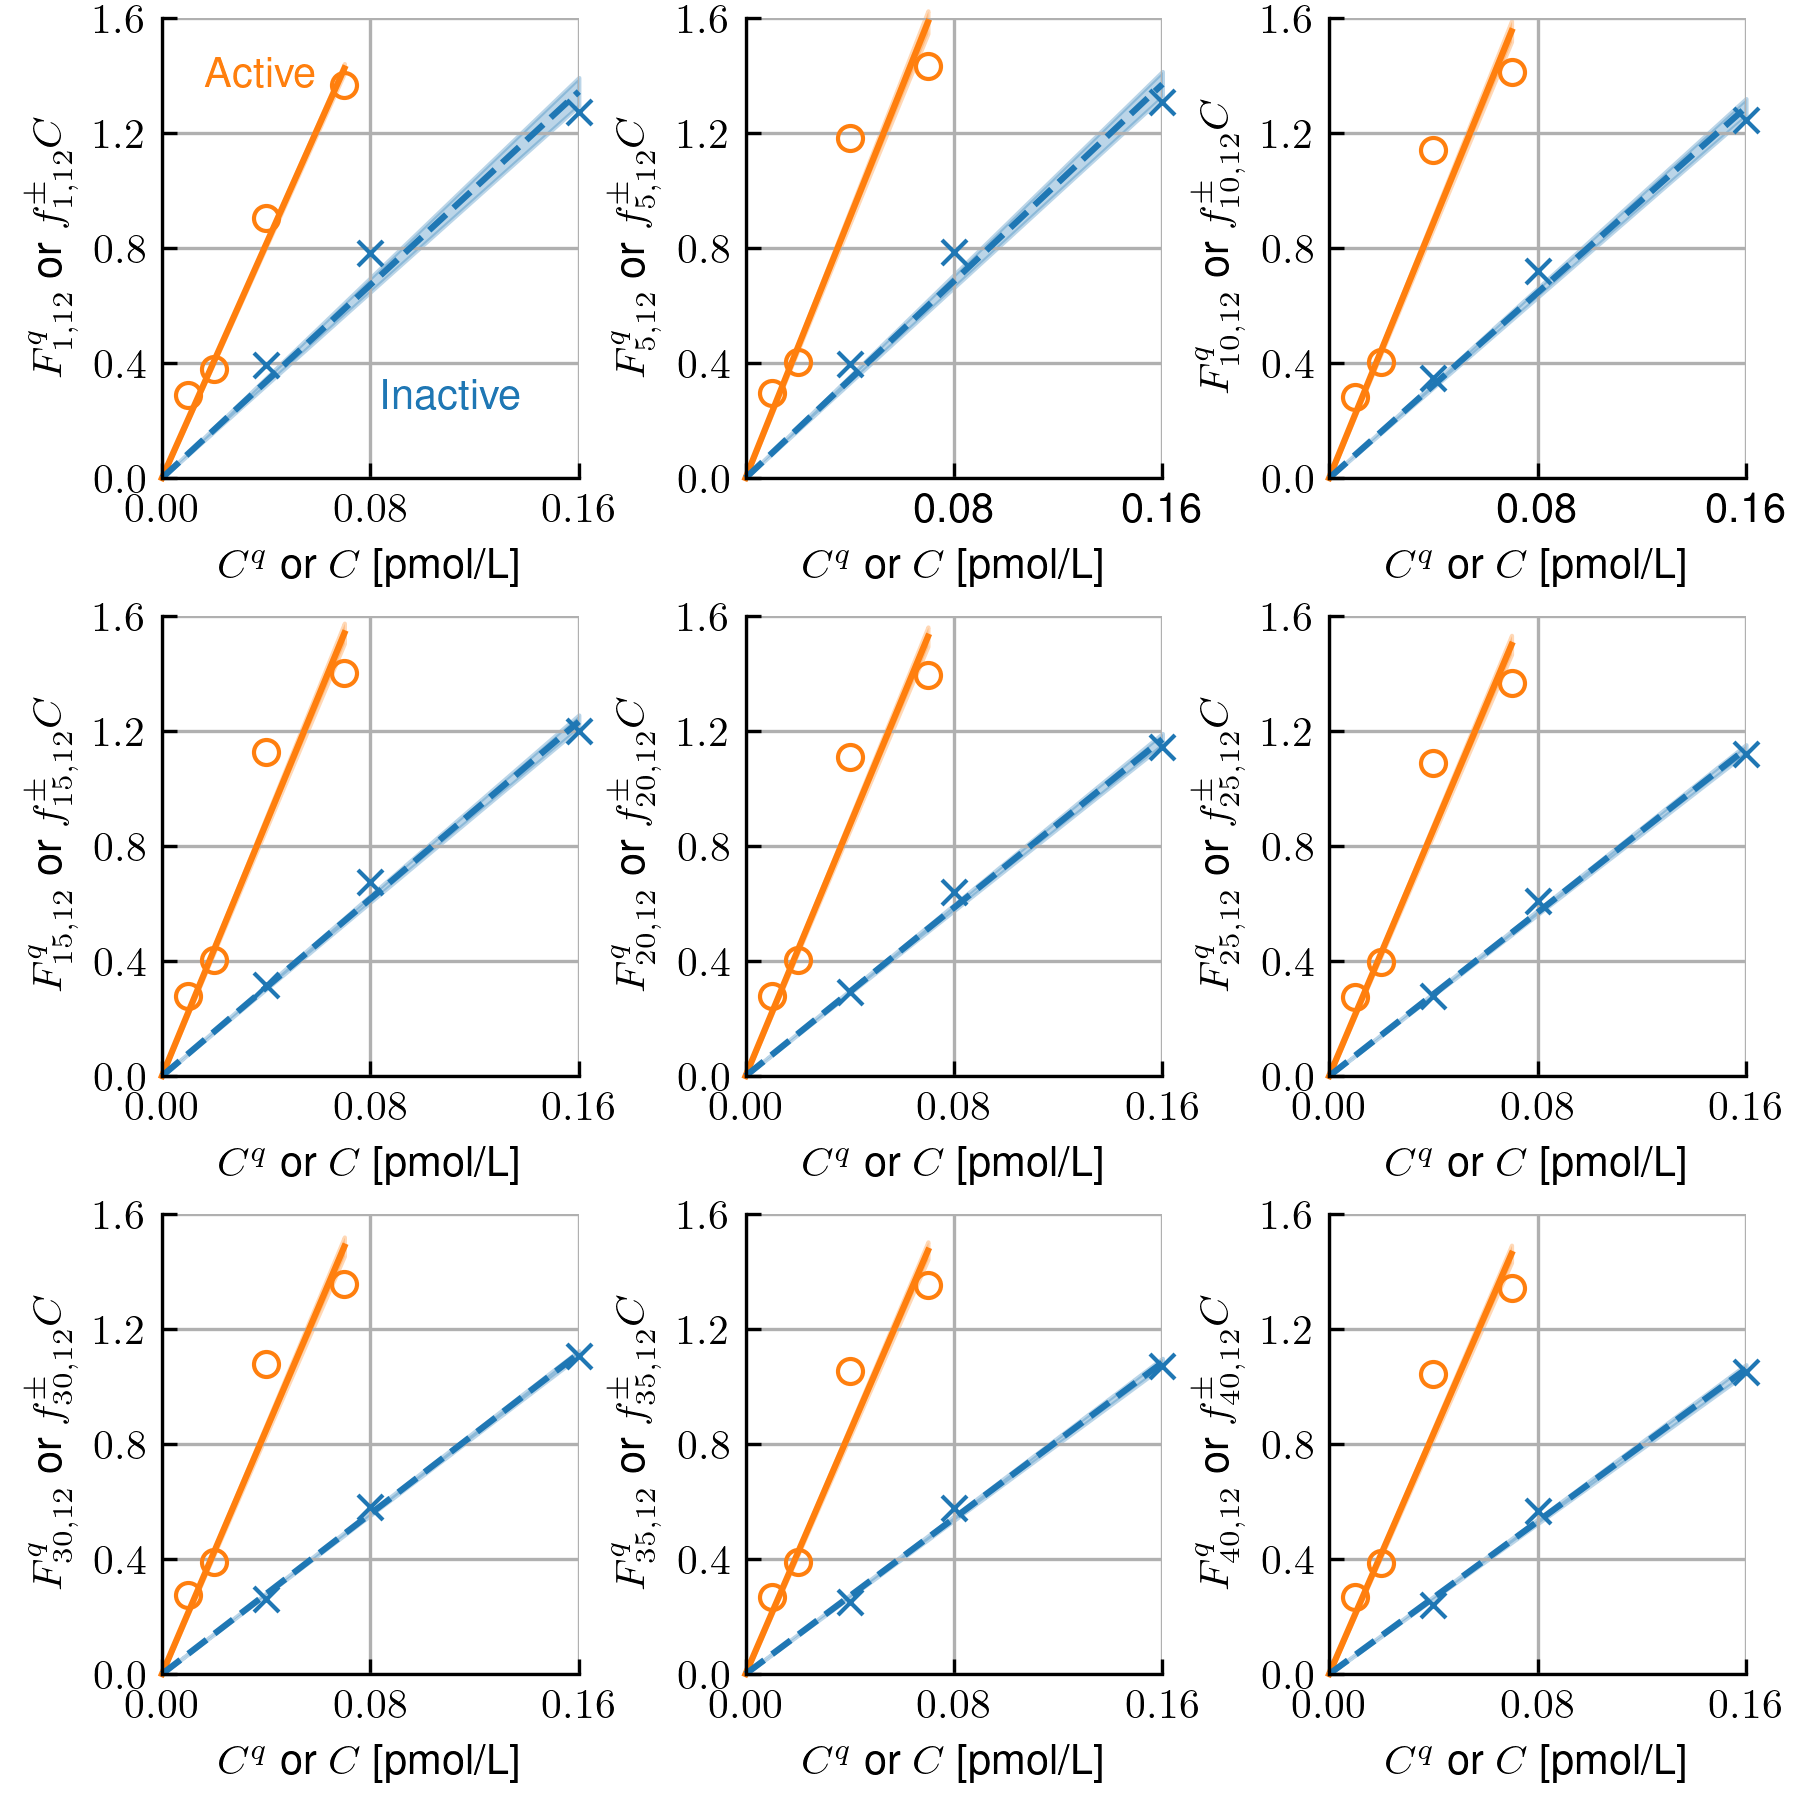 1.6
1.2
0.8
0.4
0.0
Active
Inactive
0.00 0.08 0.16
C^q or C [pmol/L]
F^q_{1,12} or f^±_{1,12}C
1.6
1.2
0.8
0.4
0.0
0.08 0.16
C^q or C [pmol/L]
F^q_{5,12} or f^±_{5,12}C
1.6
1.2
0.8
0.4
0.0
0.08 0.16
C^q or C [pmol/L]
F^q_{10,12} or f^±_{10,12}C
1.6
1.2
0.8
0.4
0.0
0.00 0.08 0.16
C^q or C [pmol/L]
F^q_{15,12} or f^±_{15,12}C
1.6
1.2
0.8
0.4
0.0
0.00 0.08 0.16
C^q or C [pmol/L]
F^q_{20,12} or f^±_{20,12}C
1.6
1.2
0.8
0.4
0.0
0.00 0.08 0.16
C^q or C [pmol/L]
F^q_{25,12} or f^±_{25,12}C
1.6
1.2
0.8
0.4
0.0
0.00 0.08 0.16
C^q or C [pmol/L]
F^q_{30,12} or f^±_{30,12}C
1.6
1.2
0.8
0.4
0.0
0.00 0.08 0.16
C^q or C [pmol/L]
F^q_{35,12} or f^±_{35,12}C
1.6
1.2
0.8
0.4
0.0
0.00 0.08 0.16
C^q or C [pmol/L]
F^q_{40,12} or f^±_{40,12}C